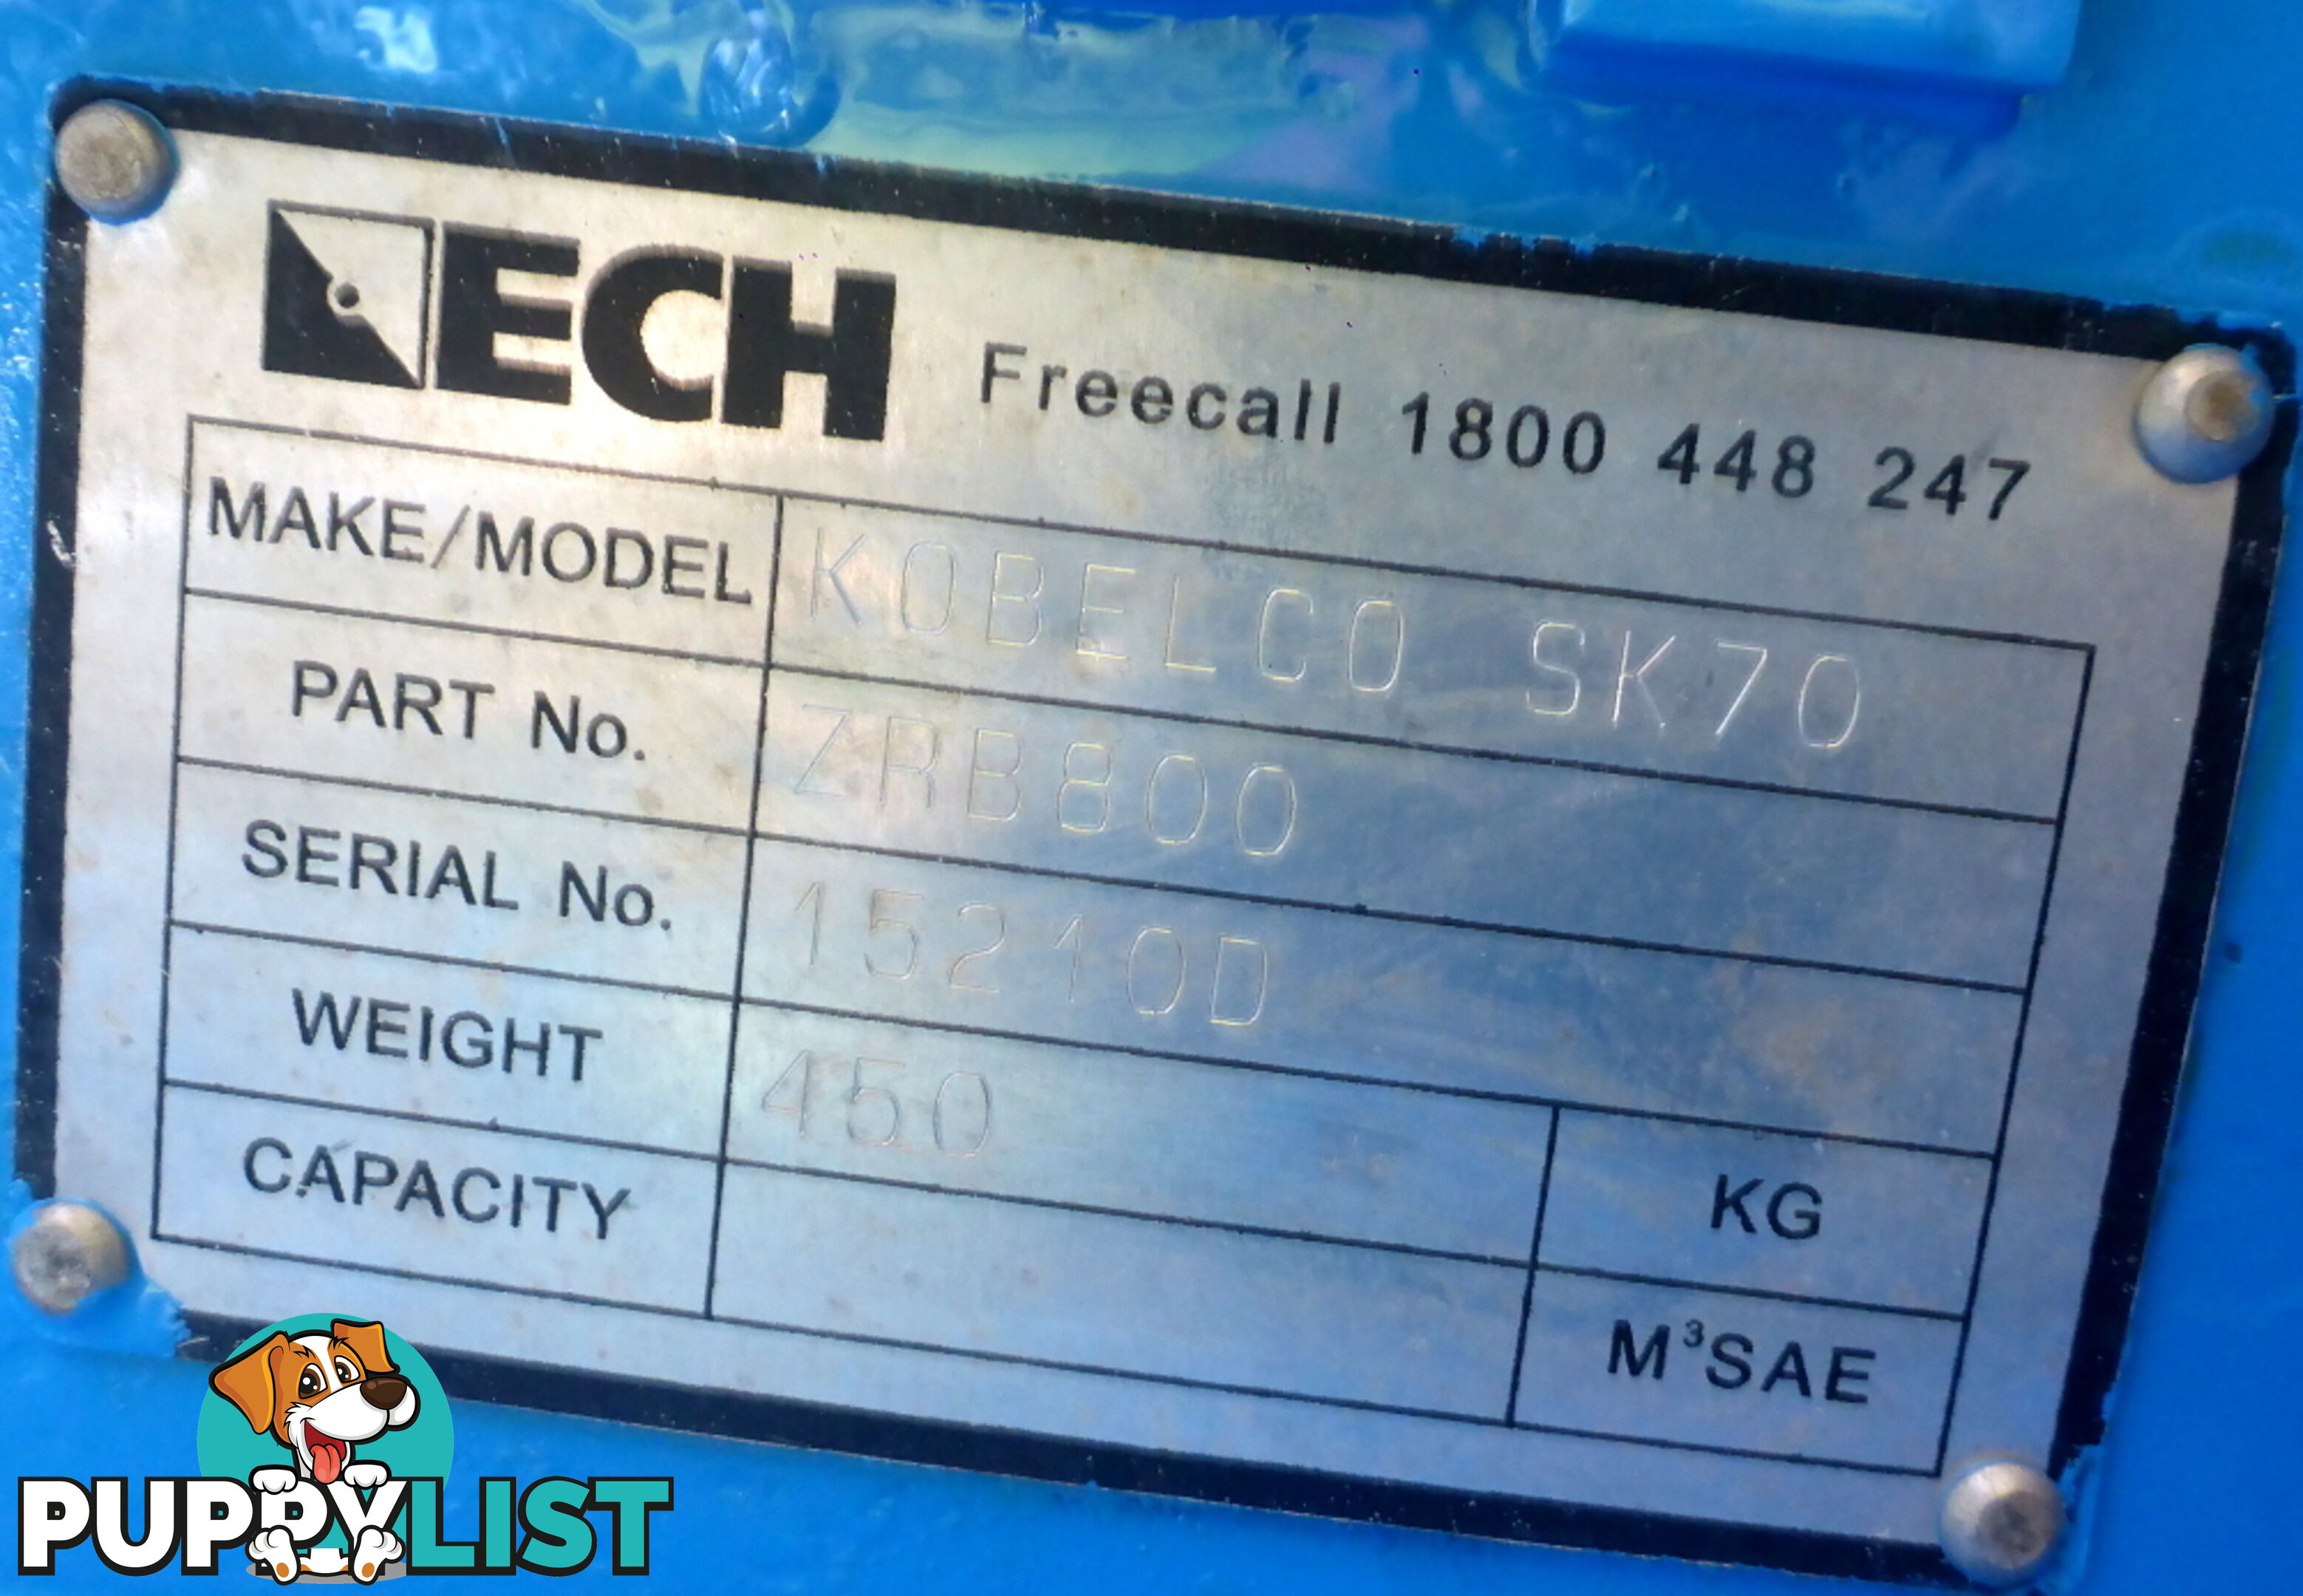 ECH Freecall 1800 448 247
MAKE/MODEL KOBELCO SK70
PART No. ZRB800
SERIAL No. 15210D
WEIGHT 450 KG
CAPACITY M³SAE
PUPPYLIST